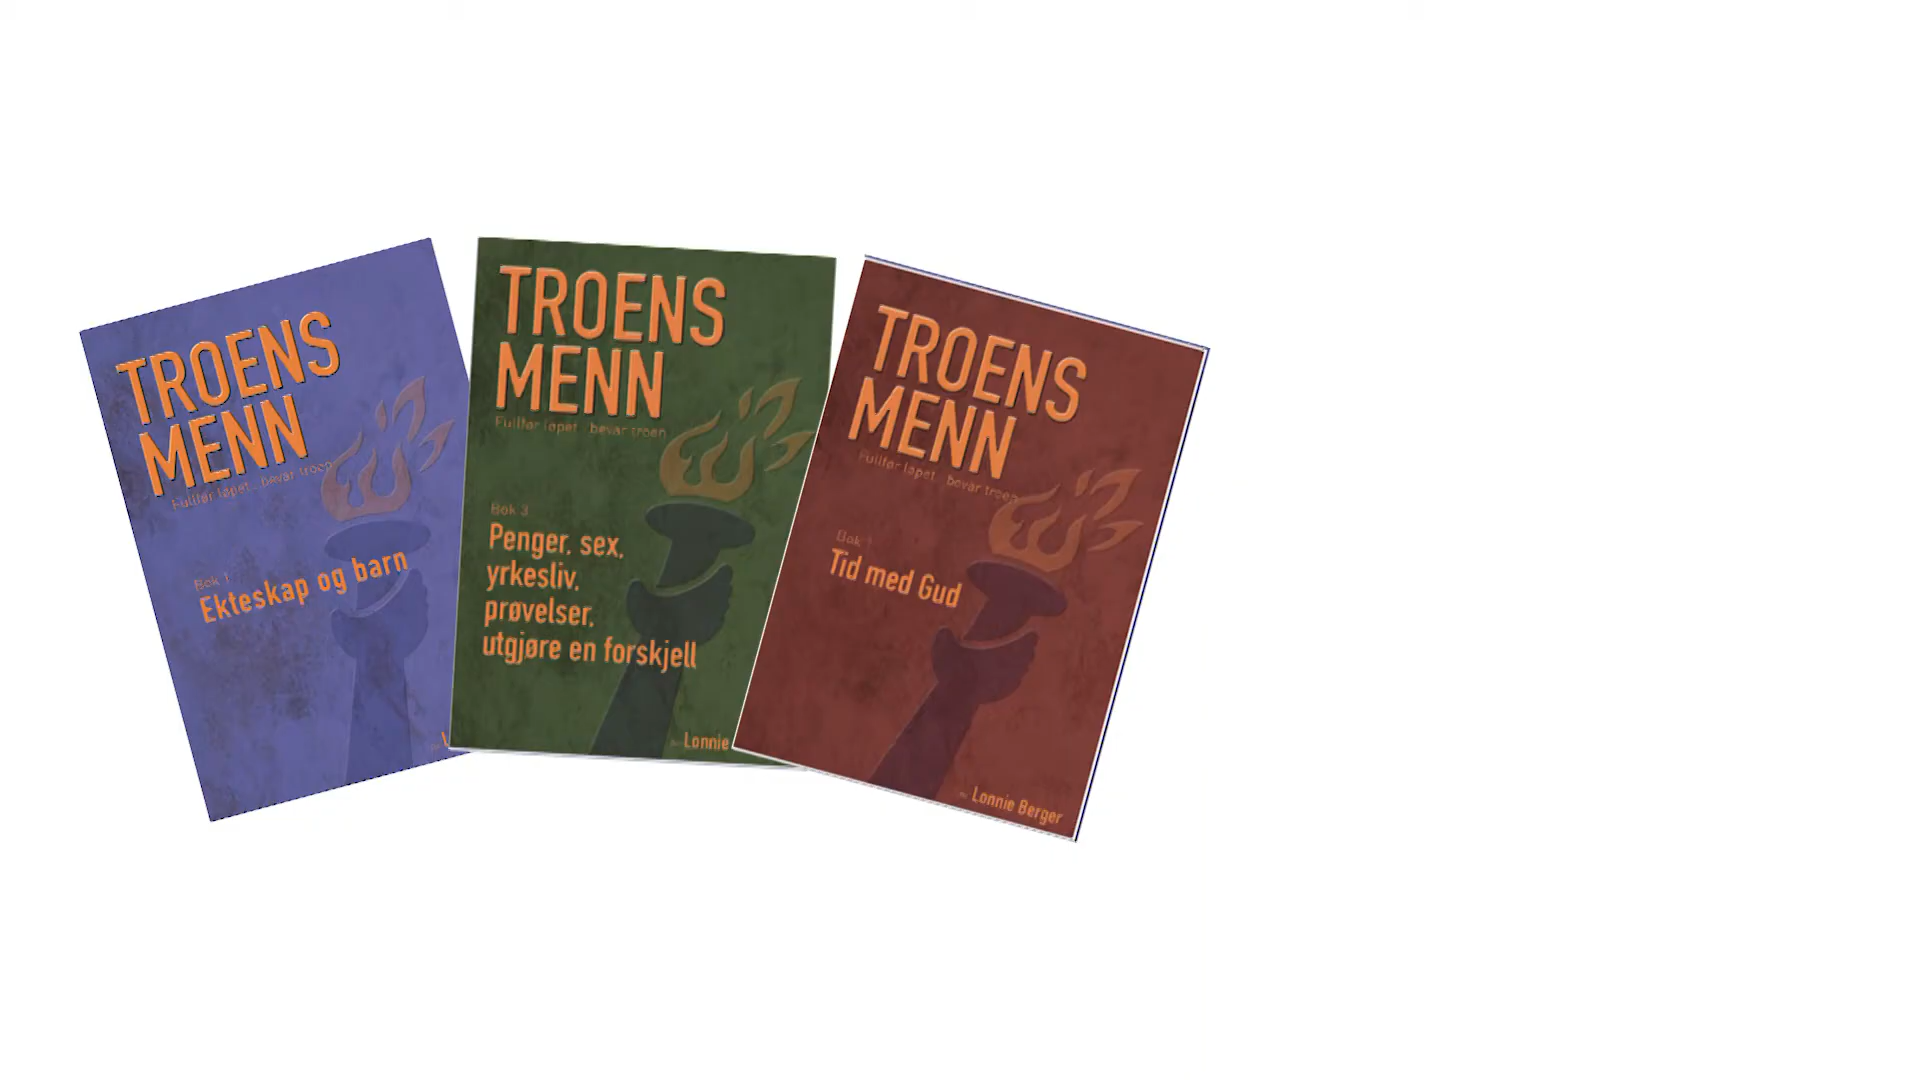 TROENS
MENN
Fullfør løpet...bevar troen
Bok 1
Ekteskap og barn
TROENS
MENN
Fullfør løpet...bevar troen
Bok 3
Penger, sex,
yrkesliv,
prøvelser,
utgjøre en forskjell
Lonnie
TROENS
MENN
Fullfør løpet...bevar troen
Bok 1
Tid med Gud
Lonnie Berger